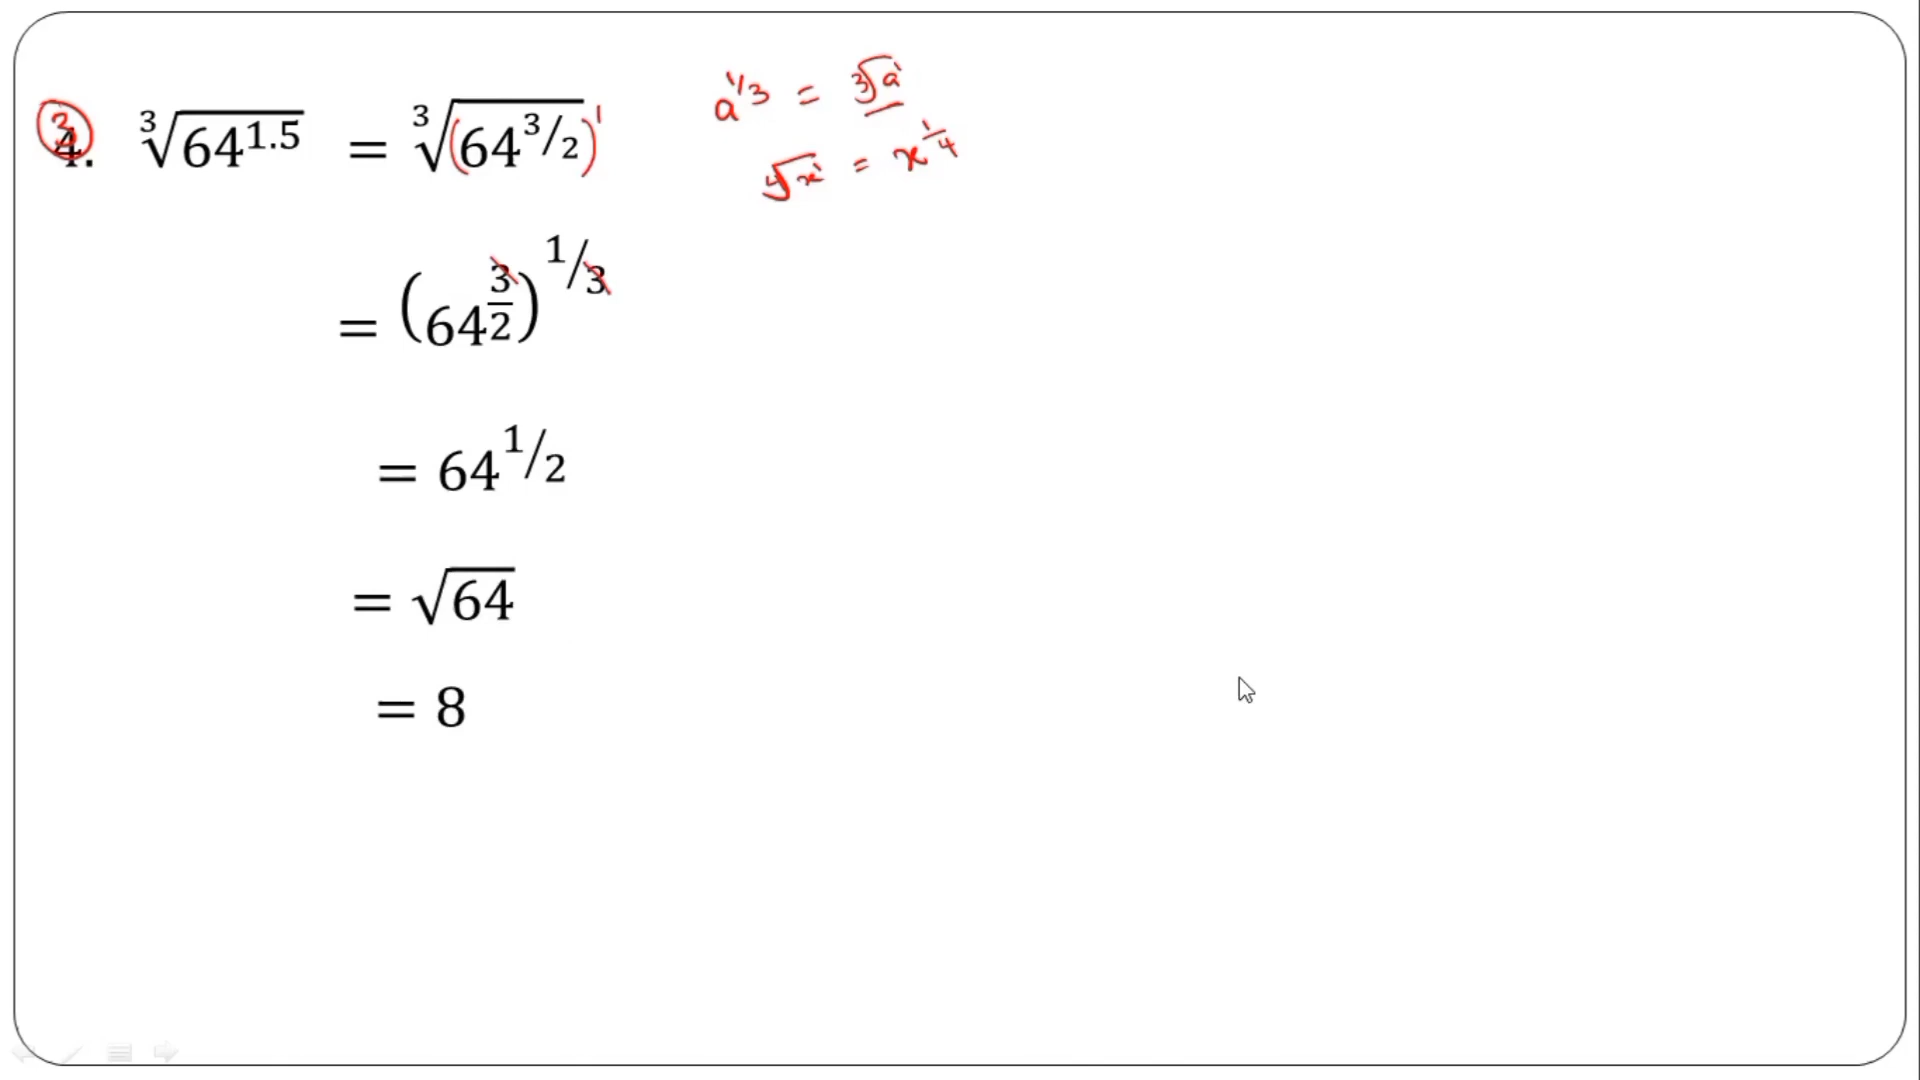 ③ 4. ∛(64^1.5) = ∛((64^3/2)^1)
a^1/3 = ∛(a^1)
∜(x^1) = x^1/4
= (64^3/2)^1/3
= 64^1/2
= √64
= 8